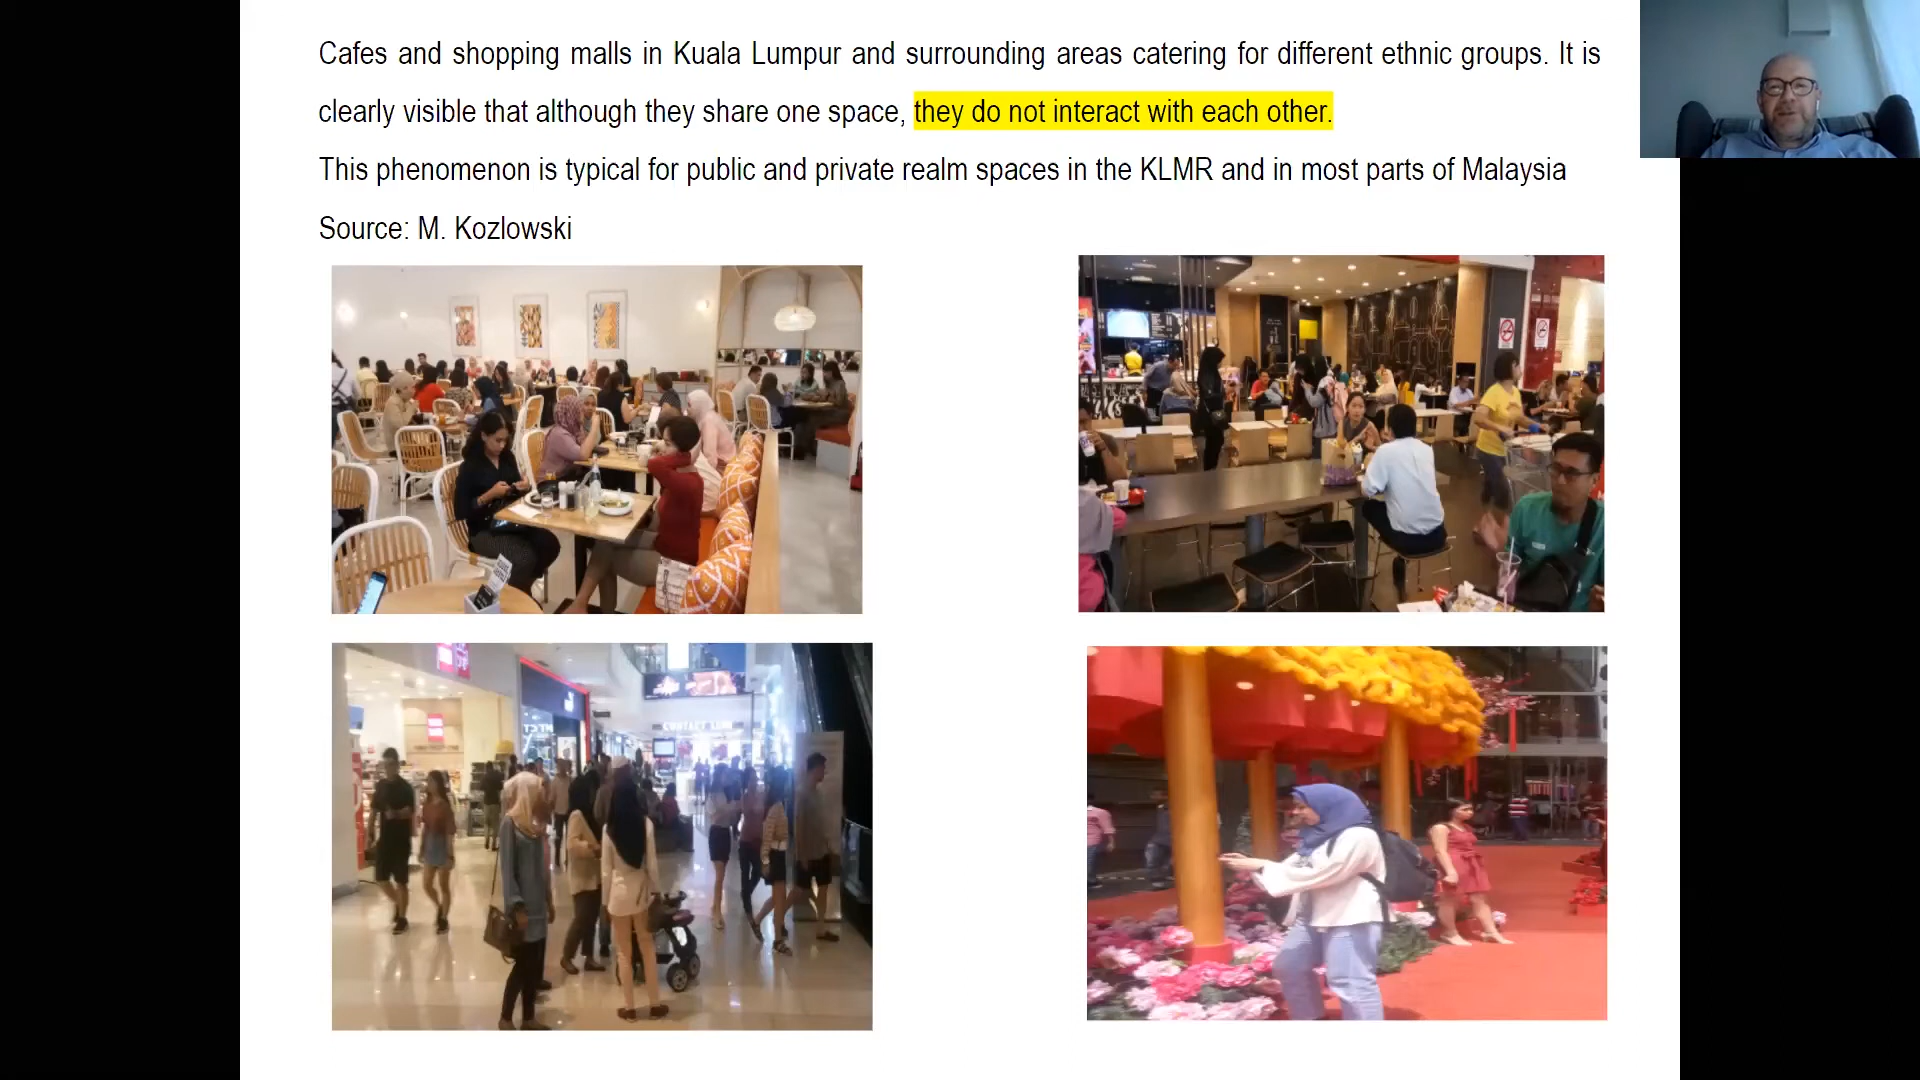 Cafes and shopping malls in Kuala Lumpur and surrounding areas catering for different ethnic groups. It is
clearly visible that although they share one space, they do not interact with each other.
This phenomenon is typical for public and private realm spaces in the KLMR and in most parts of Malaysia
Source: M. Kozlowski